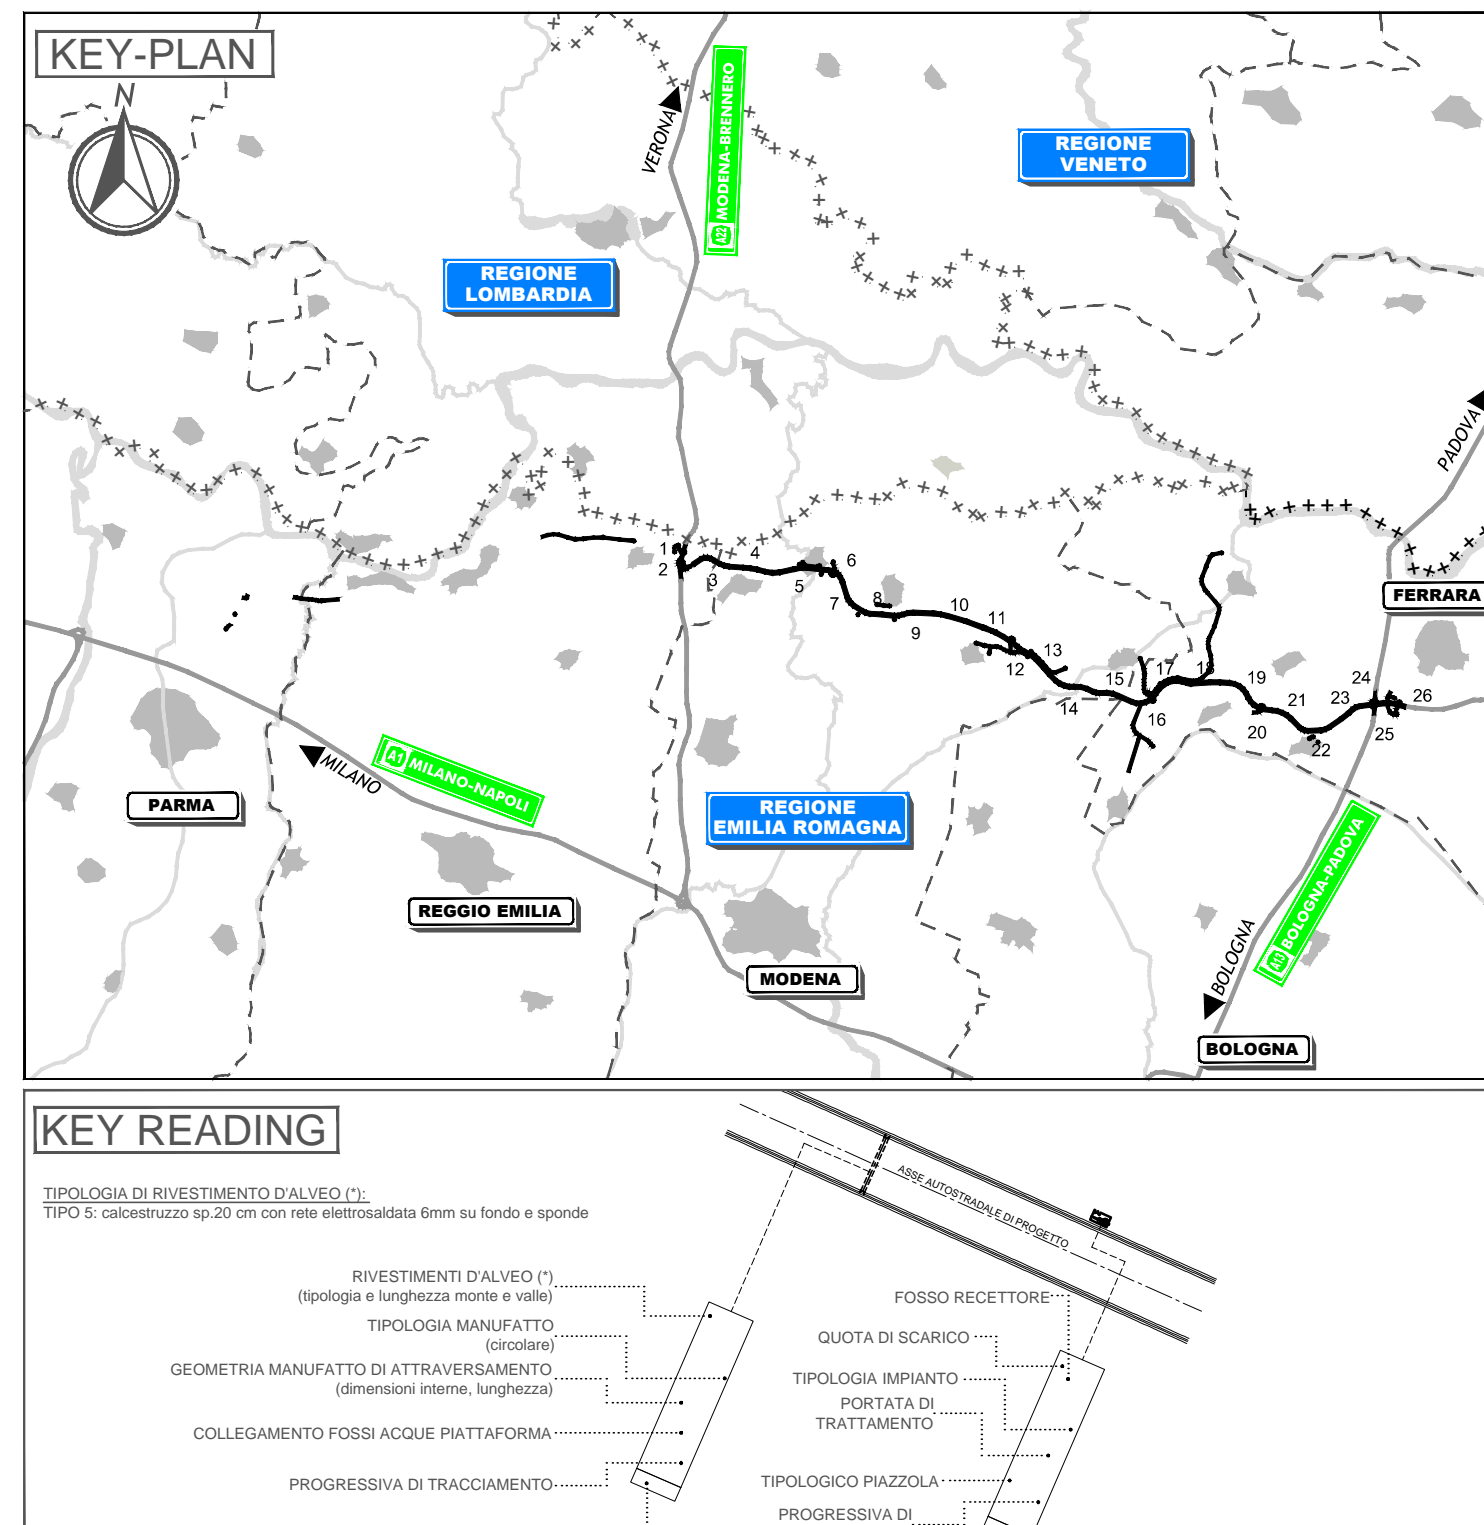 KEY-PLAN
N
VERONA
A22 MODENA-BRENNERO
REGIONE
VENETO
REGIONE
LOMBARDIA
PADOVA
1
2
3
4
5
6
7
8
9
10
11
12
13
14
15
16
17
18
19
20
21
22
23
24
25
26
FERRARA
MILANO
A1 MILANO-NAPOLI
PARMA
REGIONE
EMILIA ROMAGNA
REGGIO EMILIA
MODENA
A13 BOLOGNA-PADOVA
BOLOGNA
BOLOGNA
KEY READING
TIPOLOGIA DI RIVESTIMENTO D'ALVEO (*):
TIPO 5: calcestruzzo sp.20 cm con rete elettrosaldata 6mm su fondo e sponde
ASSE AUTOSTRADALE DI PROGETTO
RIVESTIMENTI D'ALVEO (*)
(tipologia e lunghezza monte e valle)
TIPOLOGIA MANUFATTO
(circolare)
GEOMETRIA MANUFATTO DI ATTRAVERSAMENTO
(dimensioni interne, lunghezza)
COLLEGAMENTO FOSSI ACQUE PIATTAFORMA
PROGRESSIVA DI TRACCIAMENTO
FOSSO RECETTORE
QUOTA DI SCARICO
TIPOLOGIA IMPIANTO
PORTATA DI
TRATTAMENTO
TIPOLOGICO PIAZZOLA
PROGRESSIVA DI